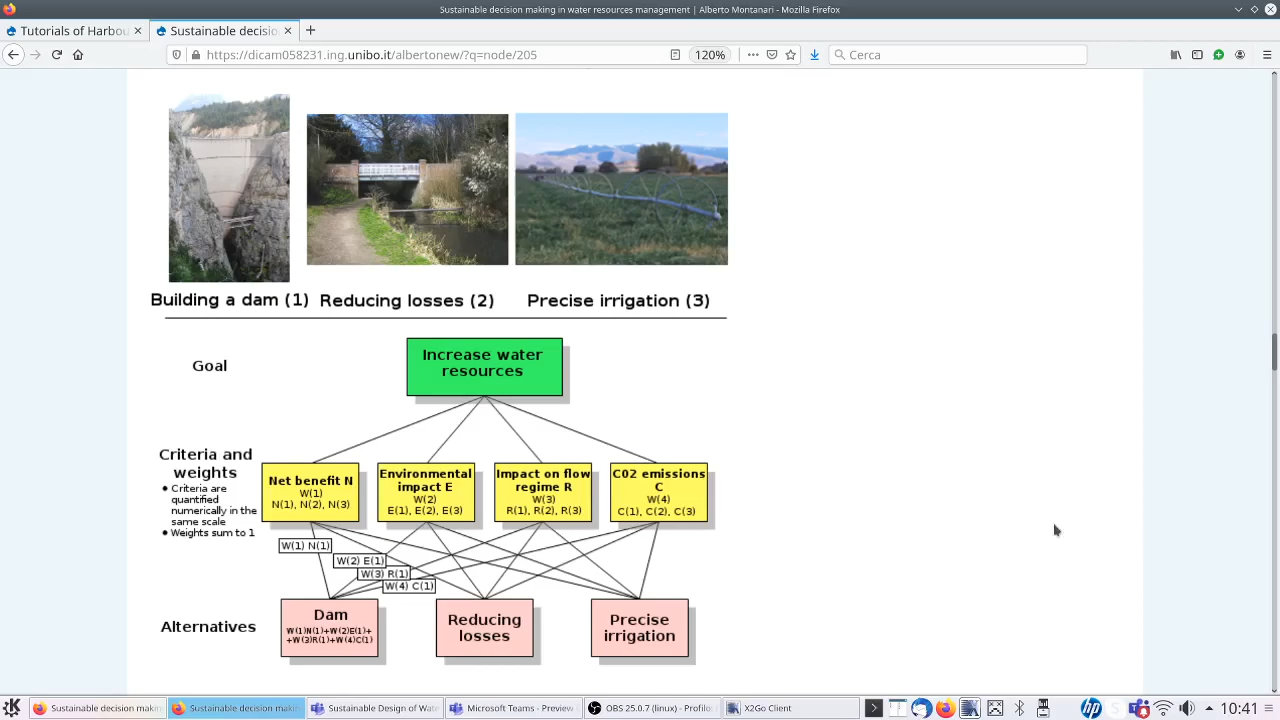 Sustainable decision making in water resources management | Alberto Montanari - Mozilla Firefox
Tutorials of Harbou
Sustainable decisio
https://dicam058231.ing.unibo.it/albertonew/?q=node/205
120%
Cerca
Building a dam (1)
Reducing losses (2)
Precise irrigation (3)
Goal
Increase water
resources
Criteria and
weights
• Criteria are
quantified
numerically in the
same scale
• Weights sum to 1
Net benefit N
W(1)
N(1), N(2), N(3)
Environmental
impact E
W(2)
E(1), E(2), E(3)
Impact on flow
regime R
W(3)
R(1), R(2), R(3)
C02 emissions
C
W(4)
C(1), C(2), C(3)
W(1) N(1)
W(2) E(1)
W(3) R(1)
W(4) C(1)
Alternatives
Dam
W(1)N(1)+W(2)E(1)+
+W(3)R(1)+W(4)C(1)
Reducing
losses
Precise
irrigation
Sustainable decision makin
Sustainable decision makin
Sustainable Design of Wate
Microsoft Teams - Preview
OBS 25.0.7 (linux) - Profilo:
X2Go Client
10:41